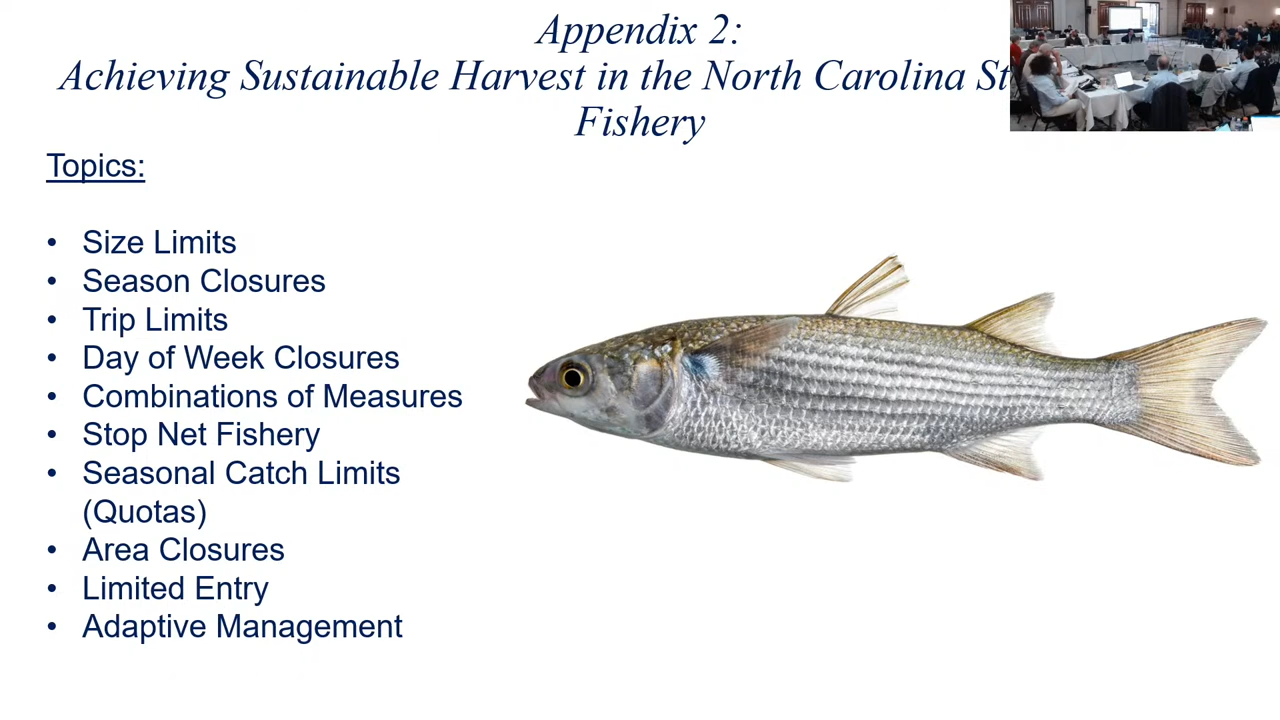 Appendix 2:
Achieving Sustainable Harvest in the North Carolina St
Fishery
Topics:
• Size Limits
• Season Closures
• Trip Limits
• Day of Week Closures
• Combinations of Measures
• Stop Net Fishery
• Seasonal Catch Limits
(Quotas)
• Area Closures
• Limited Entry
• Adaptive Management